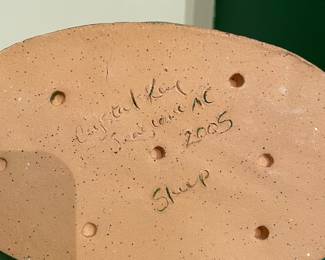 Crystal King
Seagrove NC
2005
Sheep